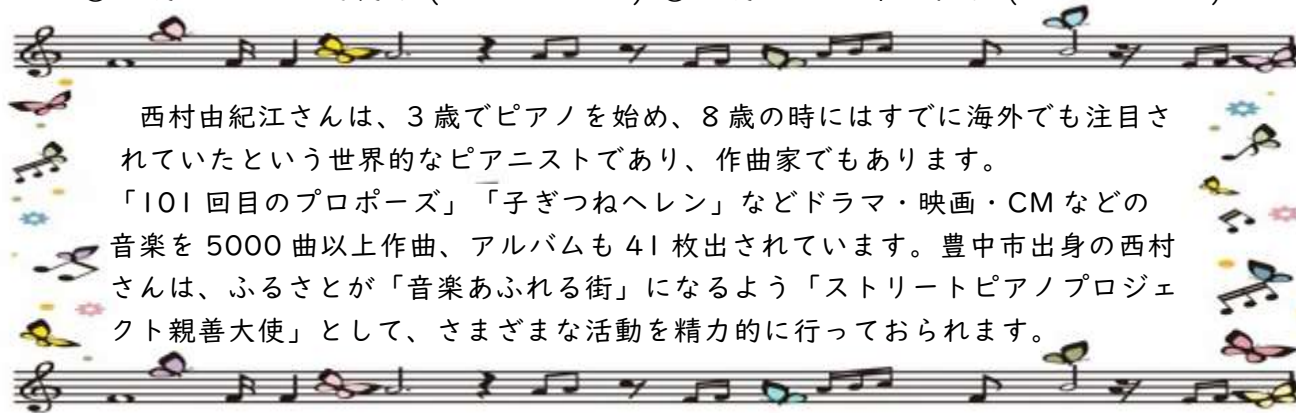 西村由紀江さんは、3歳でピアノを始め、8歳の時にはすでに海外でも注目さ
れていたという世界的なピアニストであり、作曲家でもあります。
「101回目のプロポーズ」「子ぎつねヘレン」などドラマ・映画・CMなどの
音楽を5000曲以上作曲、アルバムも41枚出されています。豊中市出身の西村
さんは、ふるさとが「音楽あふれる街」になるよう「ストリートピアノプロジェ
クト親善大使」として、さまざまな活動を精力的に行っておられます。